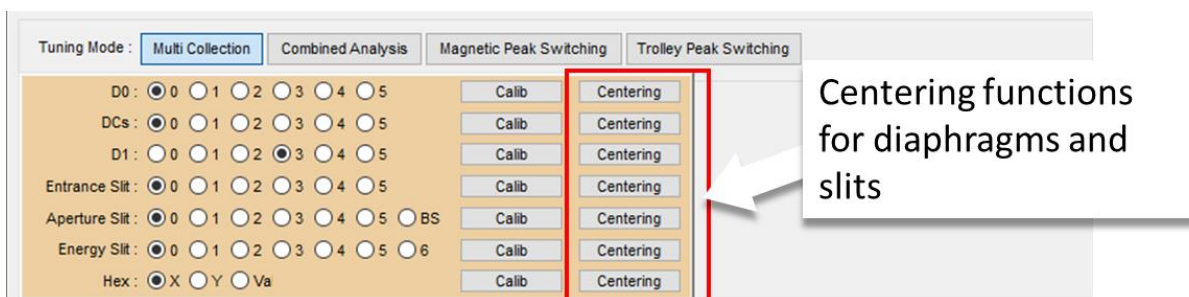 Tuning Mode : Multi Collection Combined Analysis Magnetic Peak Switching Trolley Peak Switching
D0 : 0 1 2 3 4 5 Calib Centering
DCs : 0 1 2 3 4 5 Calib Centering
D1 : 0 1 2 3 4 5 Calib Centering
Entrance Slit : 0 1 2 3 4 5 Calib Centering
Aperture Slit : 0 1 2 3 4 5 BS Calib Centering
Energy Slit : 0 1 2 3 4 5 6 Calib Centering
Hex : X Y Va Calib Centering
Centering functions
for diaphragms and
slits